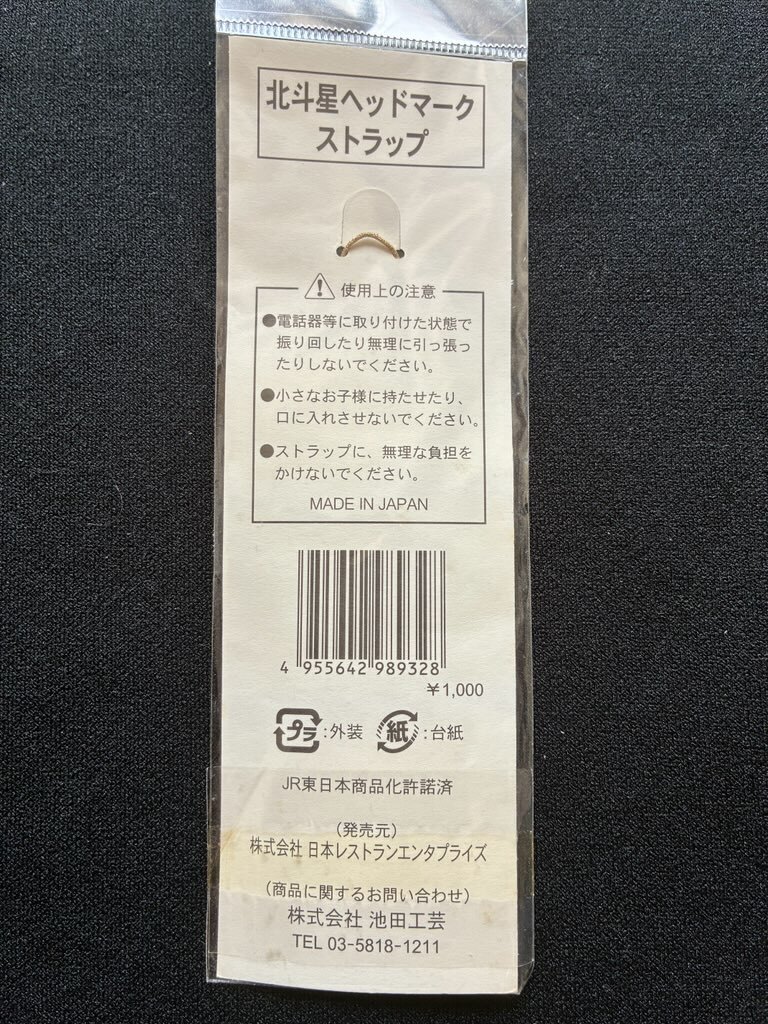 北斗星ヘッドマーク
ストラップ
使用上の注意
●電話器等に取り付けた状態で
振り回したり無理に引っ張っ
たりしないでください。
●小さなお子様に持たせたり、
口に入れさせないでください。
●ストラップに、無理な負担を
かけないでください。
MADE IN JAPAN
4 955642 989328
￥1,000
プラ:外装 紙:台紙
JR東日本商品化許諾済
（発売元）
株式会社 日本レストランエンタプライズ
（商品に関するお問い合わせ）
株式会社 池田工芸
TEL 03-5818-1211